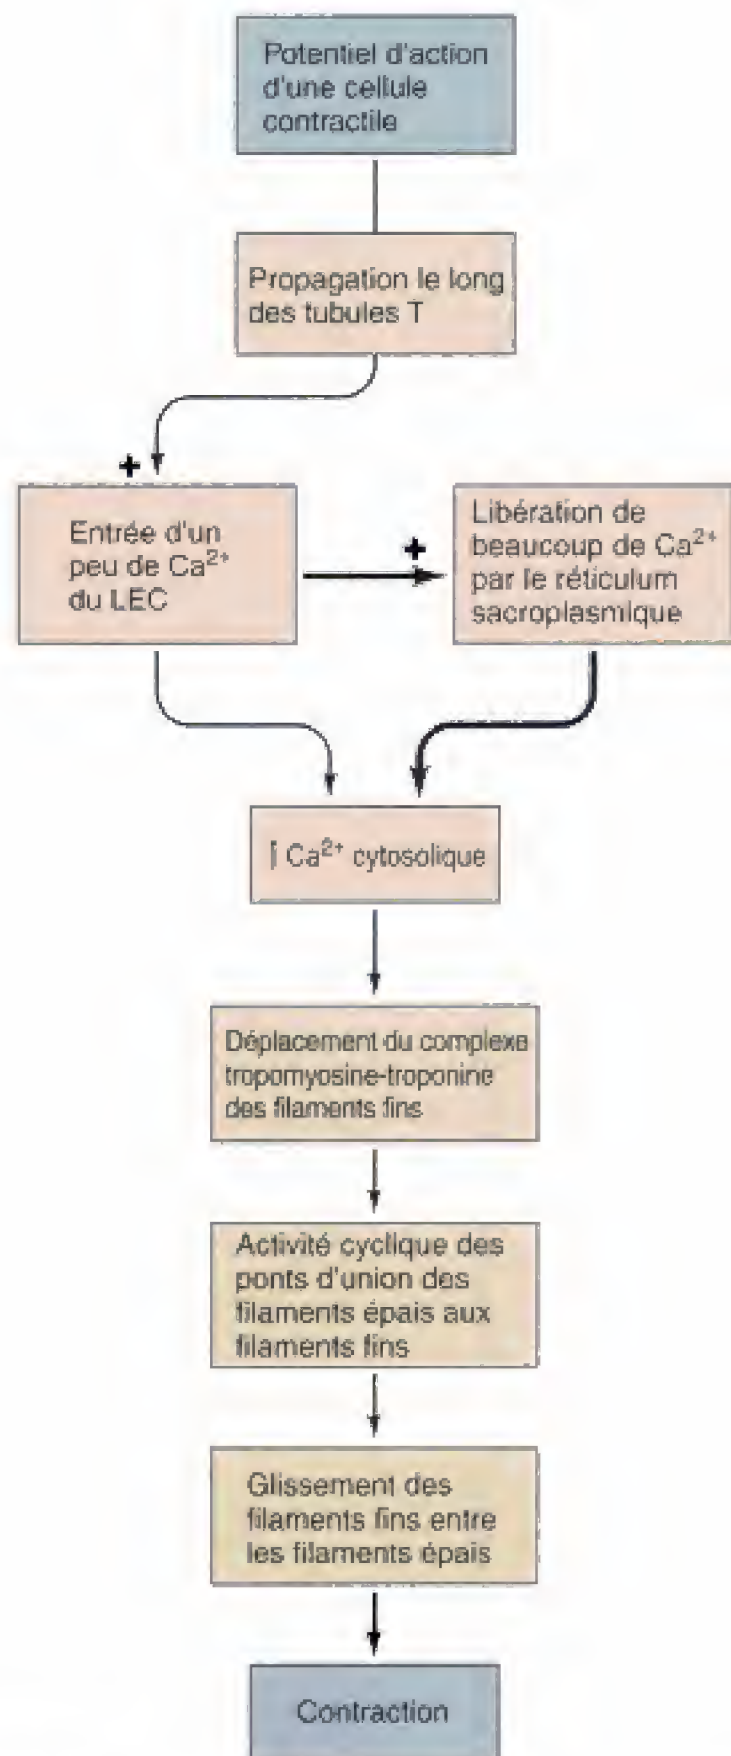 Potentiel d'action
d'une cellule
contractile
Propagation le long
des tubules T
+
Entrée d'un
peu de Ca²⁺
du LEC
+
Libération de
beaucoup de Ca²⁺
par le réticulum
sacroplasmique
↑ Ca²⁺ cytosolique
Déplacement du complexe
tropomyosine-troponine
des filaments fins
Activité cyclique des
ponts d'union des
filaments épais aux
filaments fins
Glissement des
filaments fins entre
les filaments épais
Contraction